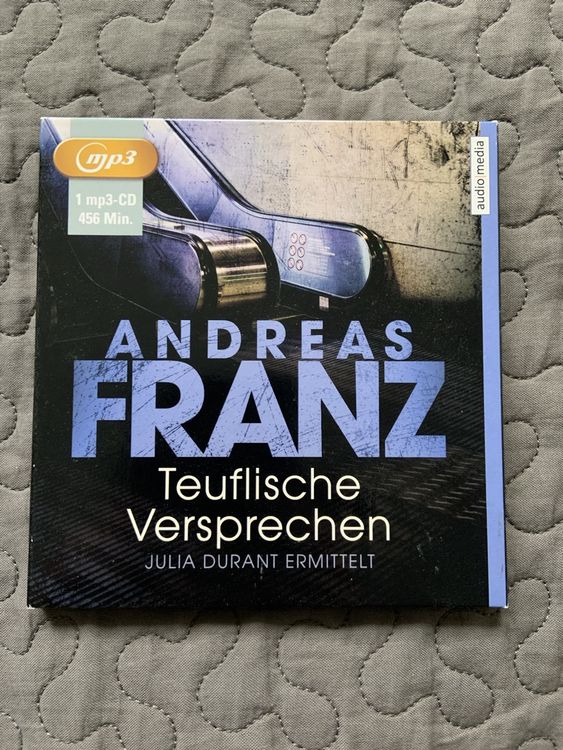 mp3
1 mp3-CD
456 Min.
audio media
ANDREAS
FRANZ
Teuflische
Versprechen
JULIA DURANT ERMITTELT